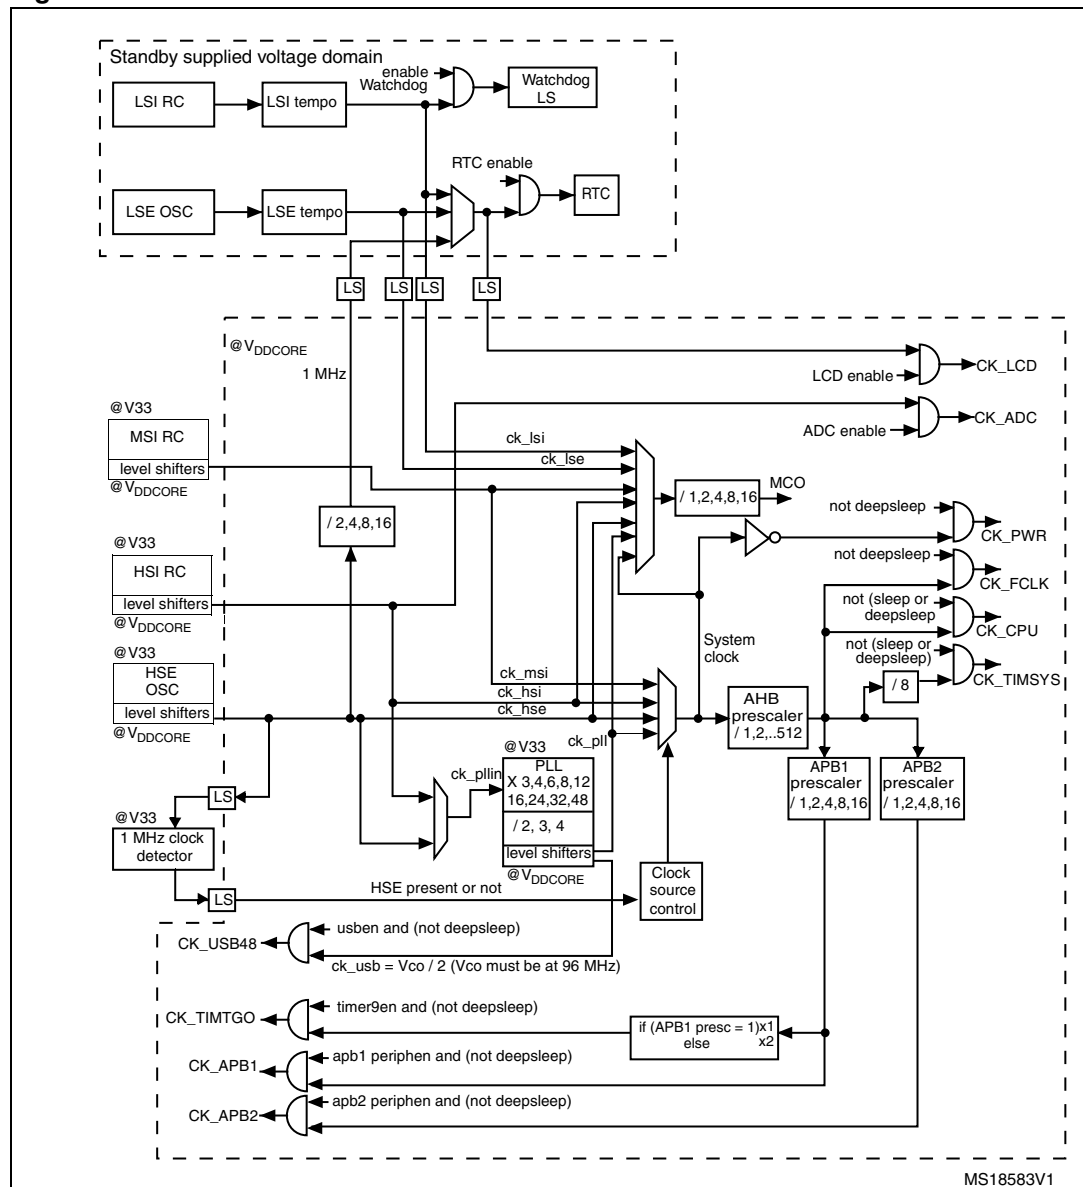 Standby supplied voltage domain
enable
Watchdog
Watchdog
LS
LSI RC
LSI tempo
RTC enable
RTC
LSE OSC
LSE tempo
LS
LS
LS
LS
@VDDCORE
1 MHz
CK_LCD
LCD enable
@V33
MSI RC
level shifters
@VDDCORE
CK_ADC
ADC enable
ck_lsi
ck_lse
/ 1,2,4,8,16
MCO
/ 2,4,8,16
not deepsleep
CK_PWR
@V33
HSI RC
level shifters
@VDDCORE
not deepsleep
CK_FCLK
not (sleep or
deepsleep
CK_CPU
System
clock
not (sleep or
deepsleep)
CK_TIMSYS
/ 8
@V33
HSE
OSC
level shifters
@VDDCORE
ck_msi
ck_hsi
ck_hse
ck_pll
AHB
prescaler
/ 1,2,..512
@V33
PLL
X 3,4,6,8,12
16,24,32,48
/ 2, 3, 4
level shifters
@VDDCORE
ck_pllin
APB1
prescaler
/ 1,2,4,8,16
APB2
prescaler
/ 1,2,4,8,16
LS
@V33
1 MHz clock
detector
LS
HSE present or not
Clock
source
control
CK_USB48
usben and (not deepsleep)
ck_usb = Vco / 2 (Vco must be at 96 MHz)
CK_TIMTGO
timer9en and (not deepsleep)
if (APB1 presc = 1)x1
else x2
CK_APB1
apb1 periphen and (not deepsleep)
CK_APB2
apb2 periphen and (not deepsleep)
MS18583V1